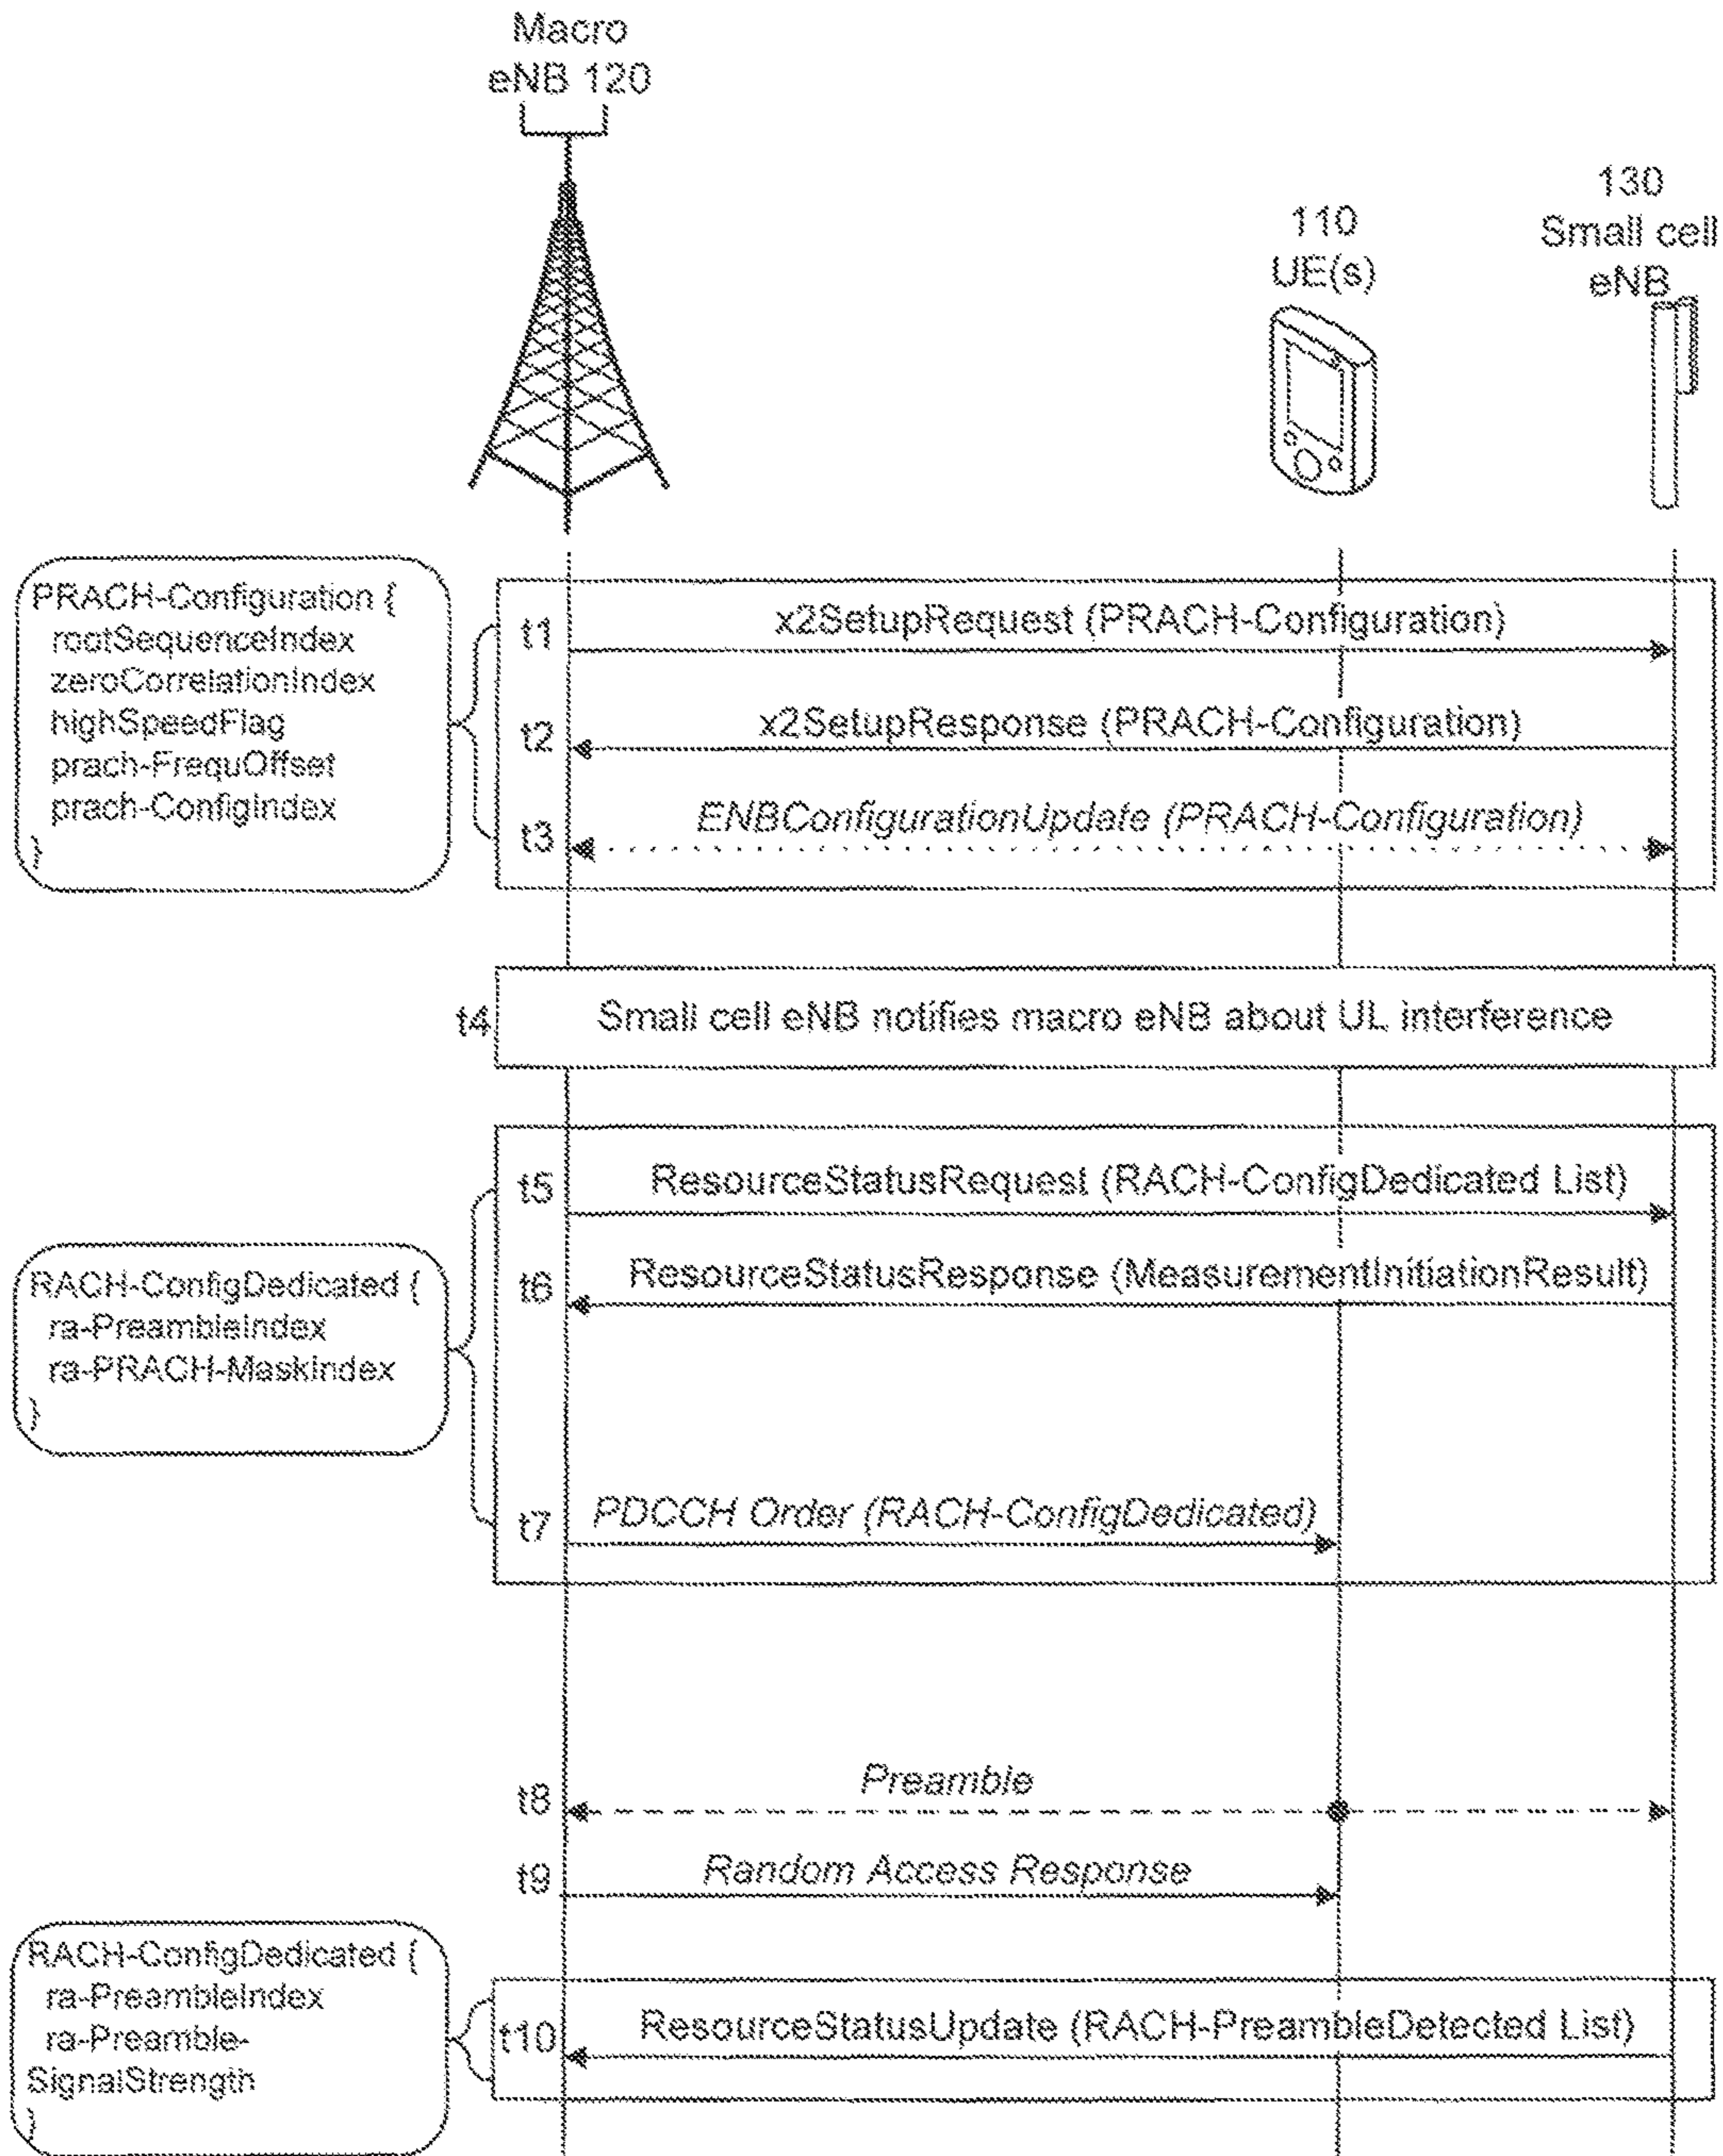 Macro
eNB 120
130
Small cell
eNB
110
UE(s)
PRACH-Configuration {
rootSequenceIndex
zeroCorrelationIndex
highSpeedFlag
prach-FrequOffset
prach-ConfigIndex
}
t1
x2SetupRequest (PRACH-Configuration)
t2
x2SetupResponse (PRACH-Configuration)
t3
ENBConfigurationUpdate (PRACH-Configuration)
t4
Small cell eNB notifies macro eNB about UL interference
RACH-ConfigDedicated {
ra-PreambleIndex
ra-PRACH-MaskIndex
}
t5
ResourceStatusRequest (RACH-ConfigDedicated List)
t6
ResourceStatusResponse (MeasurementInitiationResult)
t7
PDCCH Order (RACH-ConfigDedicated)
t8
Preamble
t9
Random Access Response
RACH-ConfigDedicated {
ra-PreambleIndex
ra-Preamble-
SignalStrength
}
t10
ResourceStatusUpdate (RACH-PreambleDetected List)